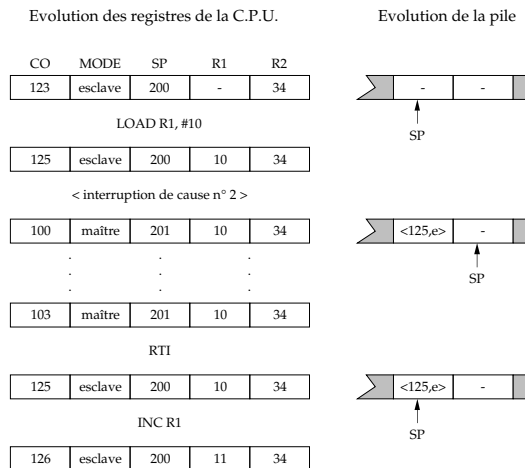 Evolution des registres de la C.P.U. Evolution de la pile
CO MODE SP R1 R2
123 esclave 200 - 34 - -
SP
LOAD R1, #10
125 esclave 200 10 34
< interruption de cause n° 2 >
100 maître 201 10 34 <125,e> -
SP
. . .
. . .
. . .
103 maître 201 10 34
RTI
125 esclave 200 10 34 <125,e> -
SP
INC R1
126 esclave 200 11 34